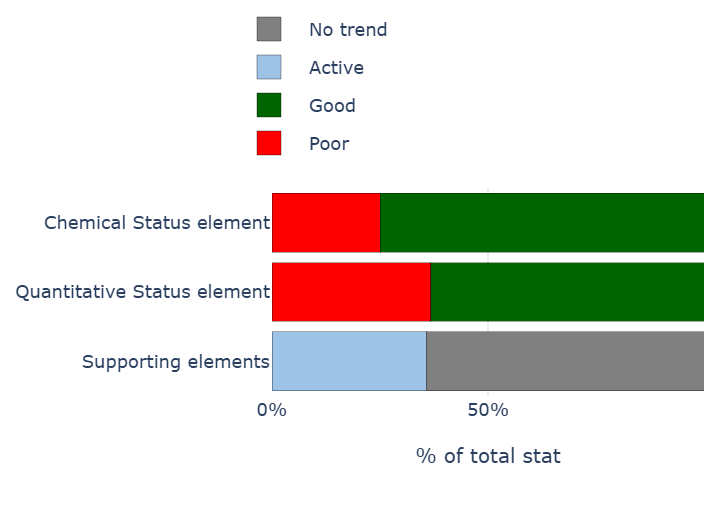 No trend
Active
Good
Poor
Chemical Status element
Quantitative Status element
Supporting elements
0%
50%
% of total stat